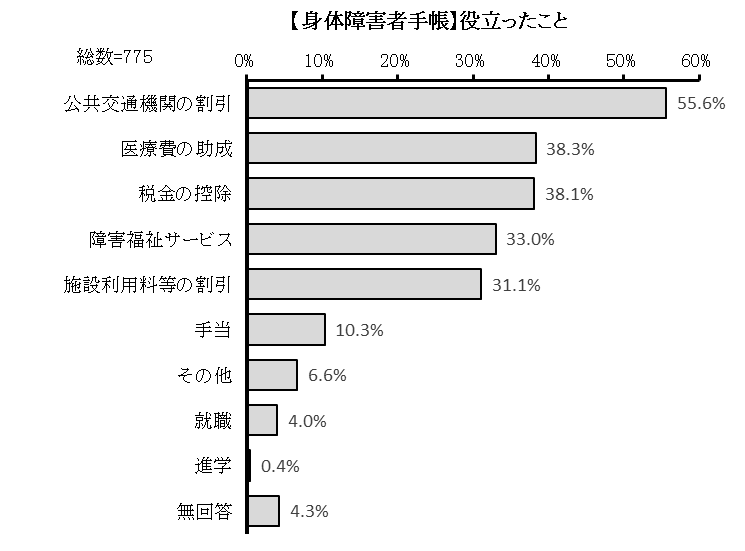 【身体障害者手帳】役立ったこと
総数=775
0% 10% 20% 30% 40% 50% 60%
公共交通機関の割引 55.6%
医療費の助成 38.3%
税金の控除 38.1%
障害福祉サービス 33.0%
施設利用料等の割引 31.1%
手当 10.3%
その他 6.6%
就職 4.0%
進学 0.4%
無回答 4.3%